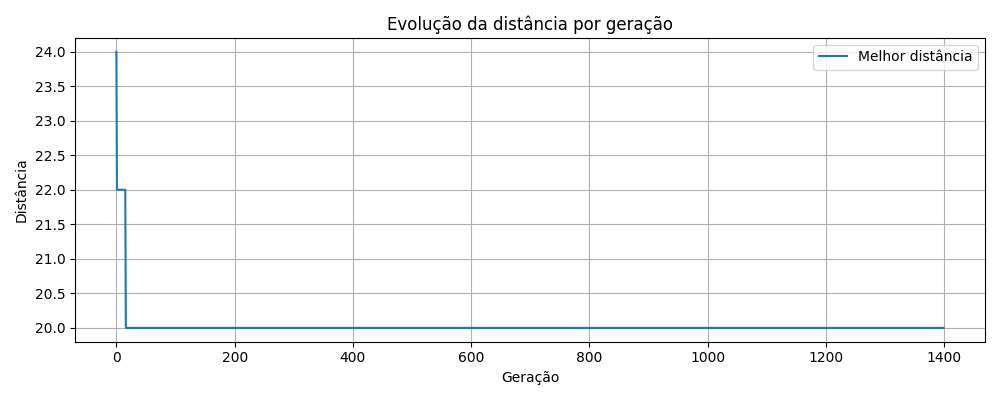 Evolução da distância por geração
Melhor distância
Distância
24.0
23.5
23.0
22.5
22.0
21.5
21.0
20.5
20.0
0 200 400 600 800 1000 1200 1400
Geração